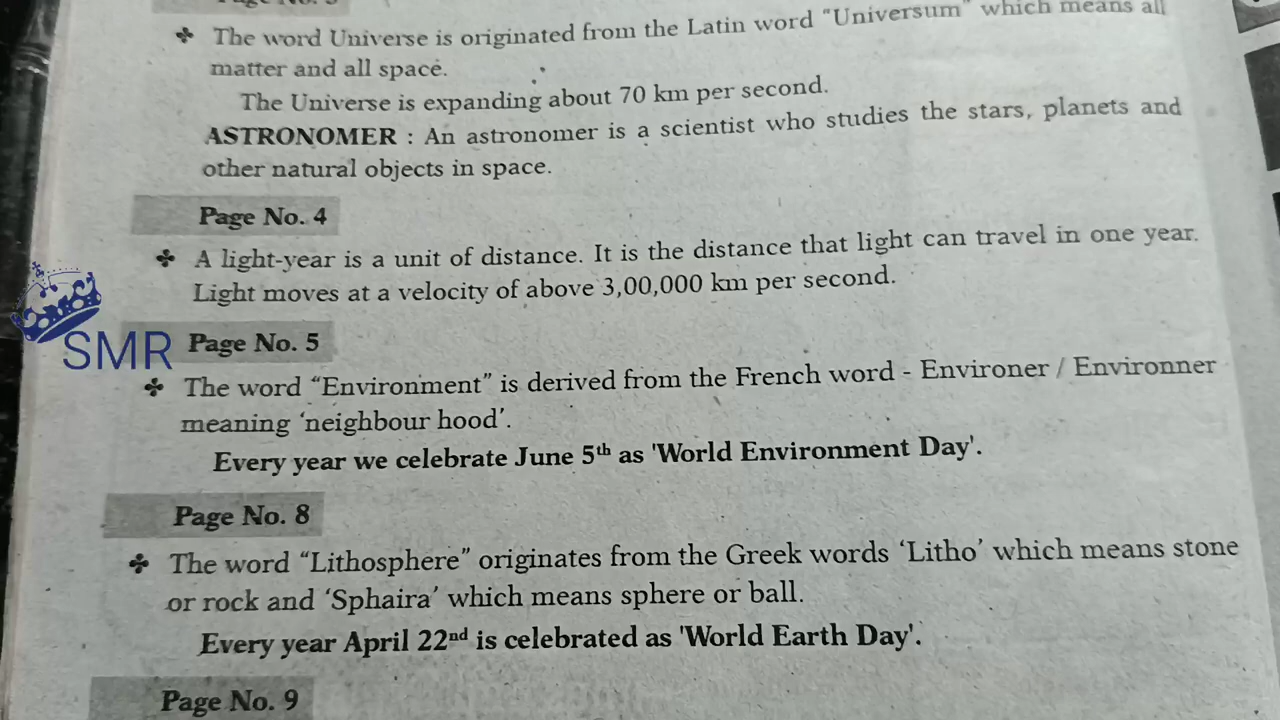 Page No. 3
The word Universe is originated from the Latin word "Universum" which means all
matter and all space.
The Universe is expanding about 70 km per second.
ASTRONOMER : An astronomer is a scientist who studies the stars, planets and
other natural objects in space.
Page No. 4
A light-year is a unit of distance. It is the distance that light can travel in one year.
Light moves at a velocity of above 3,00,000 km per second.
SMR
Page No. 5
The word “Environment” is derived from the French word - Environer / Environner
meaning ‘neighbour hood’.
Every year we celebrate June 5th as 'World Environment Day'.
Page No. 8
The word “Lithosphere” originates from the Greek words ‘Litho’ which means stone
or rock and ‘Sphaira’ which means sphere or ball.
Every year April 22nd is celebrated as 'World Earth Day'.
Page No. 9